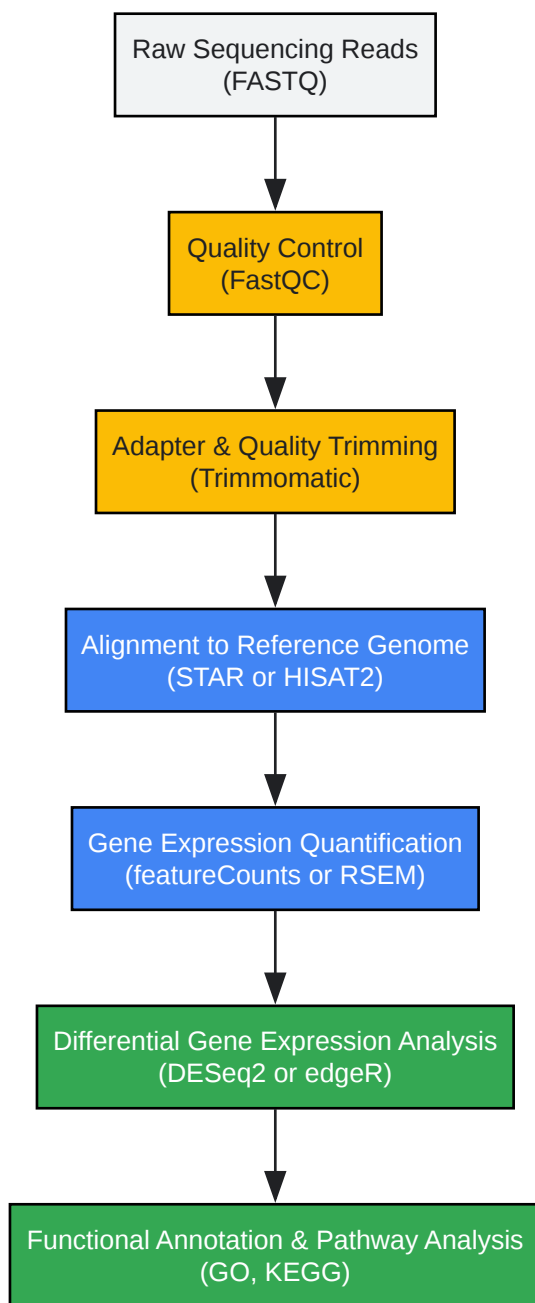 Raw Sequencing Reads
(FASTQ)
Quality Control
(FastQC)
Adapter & Quality Trimming
(Trimmomatic)
Alignment to Reference Genome
(STAR or HISAT2)
Gene Expression Quantification
(featureCounts or RSEM)
Differential Gene Expression Analysis
(DESeq2 or edgeR)
Functional Annotation & Pathway Analysis
(GO, KEGG)